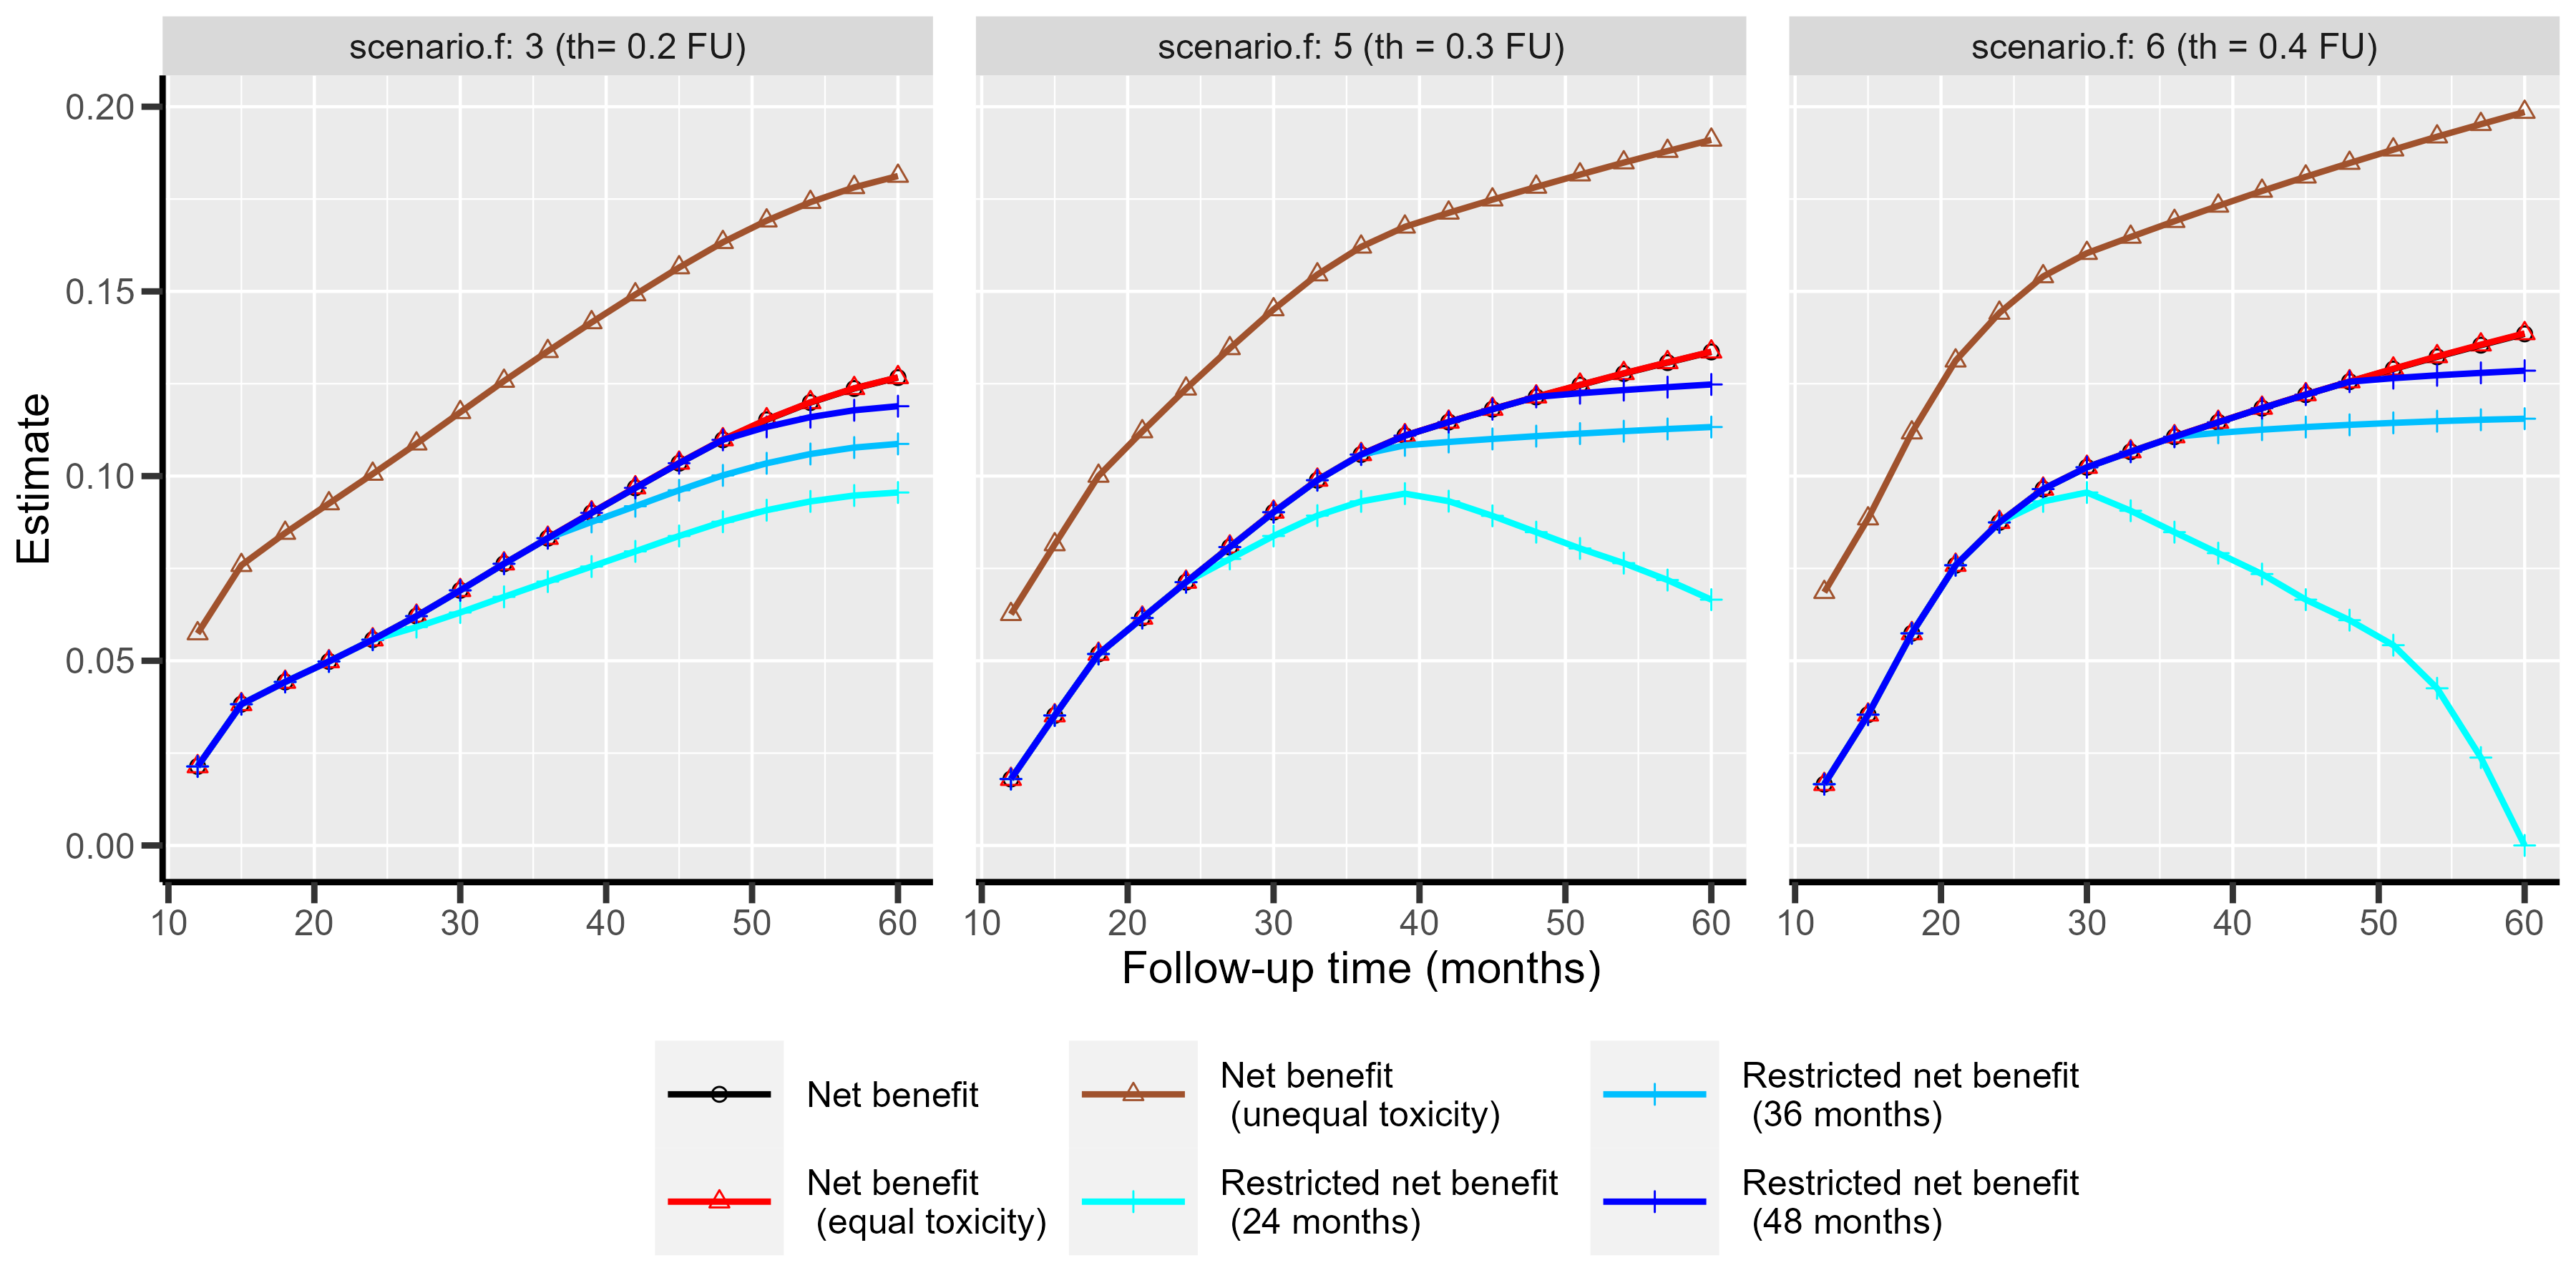 scenario.f: 3 (th= 0.2 FU)
scenario.f: 5 (th = 0.3 FU)
scenario.f: 6 (th = 0.4 FU)
Estimate
0.20
0.15
0.10
0.05
0.00
10 20 30 40 50 60
10 20 30 40 50 60
10 20 30 40 50 60
Follow-up time (months)
Net benefit
Net benefit
(equal toxicity)
Net benefit
(unequal toxicity)
Restricted net benefit
(24 months)
Restricted net benefit
(36 months)
Restricted net benefit
(48 months)